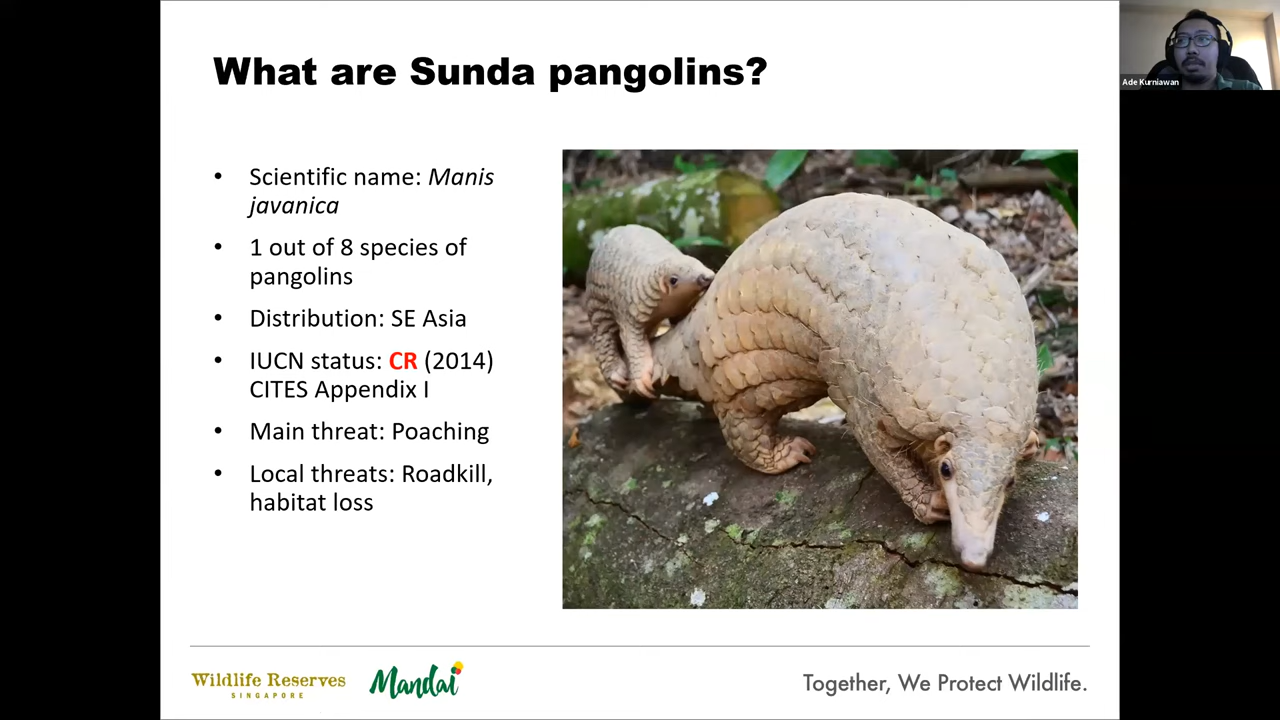 What are Sunda pangolins?
• Scientific name: Manis
javanica
• 1 out of 8 species of
pangolins
• Distribution: SE Asia
• IUCN status: CR (2014)
CITES Appendix I
• Main threat: Poaching
• Local threats: Roadkill,
habitat loss
Wildlife Reserves
SINGAPORE
Mandai
Together, We Protect Wildlife.
Ade Kurniawan